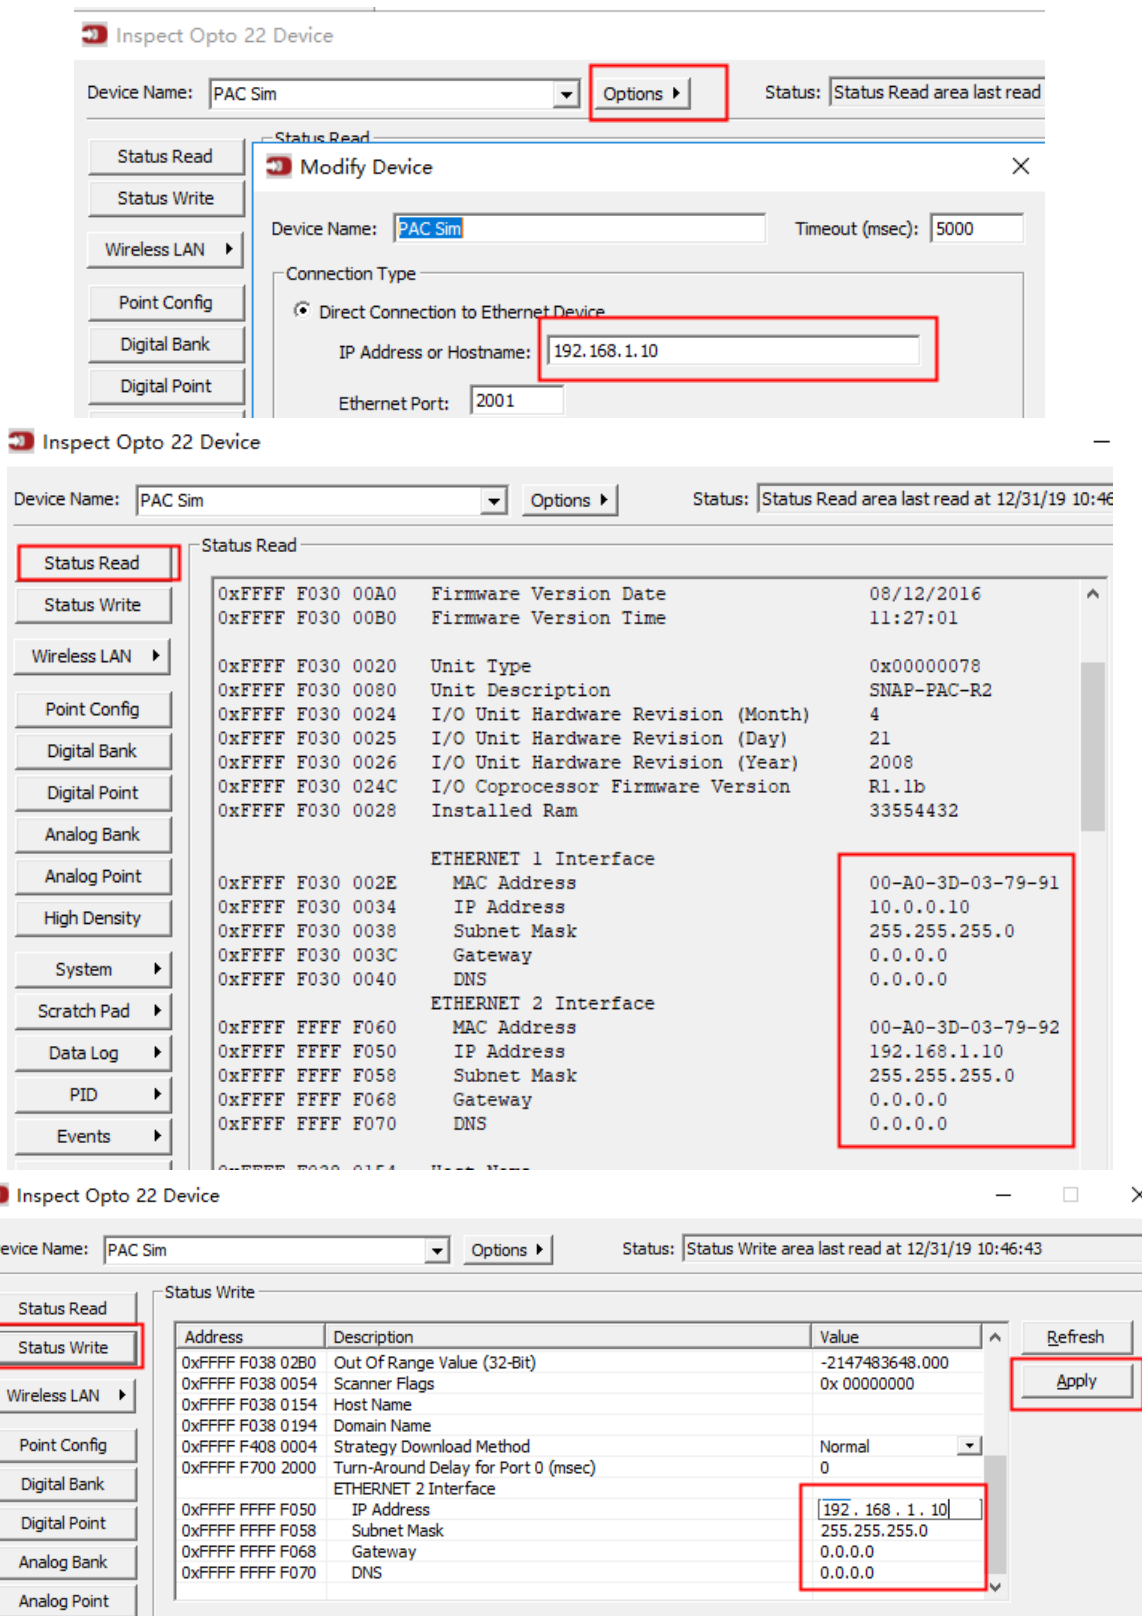 Inspect Opto 22 Device
Device Name: PAC Sim Options Status: Status Read area last read
Status Read
Status Read
Modify Device
Status Write
Device Name: PAC Sim Timeout (msec): 5000
Wireless LAN
Connection Type
Point Config
Direct Connection to Ethernet Device
Digital Bank
IP Address or Hostname: 192.168.1.10
Digital Point
Ethernet Port: 2001
Inspect Opto 22 Device
Device Name: PAC Sim Options Status: Status Read area last read at 12/31/19 10:46
Status Read
Status Write
Wireless LAN
Point Config
Digital Bank
Digital Point
Analog Bank
Analog Point
High Density
System
Scratch Pad
Data Log
PID
Events
Status Read
0xFFFF F030 00A0 Firmware Version Date 08/12/2016
0xFFFF F030 00B0 Firmware Version Time 11:27:01
0xFFFF F030 0020 Unit Type 0x00000078
0xFFFF F030 0080 Unit Description SNAP-PAC-R2
0xFFFF F030 0024 I/O Unit Hardware Revision (Month) 4
0xFFFF F030 0025 I/O Unit Hardware Revision (Day) 21
0xFFFF F030 0026 I/O Unit Hardware Revision (Year) 2008
0xFFFF F030 024C I/O Coprocessor Firmware Version R1.1b
0xFFFF F030 0028 Installed Ram 33554432
ETHERNET 1 Interface
0xFFFF F030 002E MAC Address 00-A0-3D-03-79-91
0xFFFF F030 0034 IP Address 10.0.0.10
0xFFFF F030 0038 Subnet Mask 255.255.255.0
0xFFFF F030 003C Gateway 0.0.0.0
0xFFFF F030 0040 DNS 0.0.0.0
ETHERNET 2 Interface
0xFFFF FFFF F060 MAC Address 00-A0-3D-03-79-92
0xFFFF FFFF F050 IP Address 192.168.1.10
0xFFFF FFFF F058 Subnet Mask 255.255.255.0
0xFFFF FFFF F068 Gateway 0.0.0.0
0xFFFF FFFF F070 DNS 0.0.0.0
Inspect Opto 22 Device
evice Name: PAC Sim Options Status: Status Write area last read at 12/31/19 10:46:43
Status Read
Status Write
Wireless LAN
Point Config
Digital Bank
Digital Point
Analog Bank
Analog Point
Status Write
Address Description Value
0xFFFF F038 02B0 Out Of Range Value (32-Bit) -2147483648.000
0xFFFF F038 0054 Scanner Flags 0x 00000000
0xFFFF F038 0154 Host Name
0xFFFF F038 0194 Domain Name
0xFFFF F408 0004 Strategy Download Method Normal
0xFFFF F700 2000 Turn-Around Delay for Port 0 (msec) 0
ETHERNET 2 Interface
0xFFFF FFFF F050 IP Address 192 . 168 . 1 . 10
0xFFFF FFFF F058 Subnet Mask 255.255.255.0
0xFFFF FFFF F068 Gateway 0.0.0.0
0xFFFF FFFF F070 DNS 0.0.0.0
Refresh
Apply